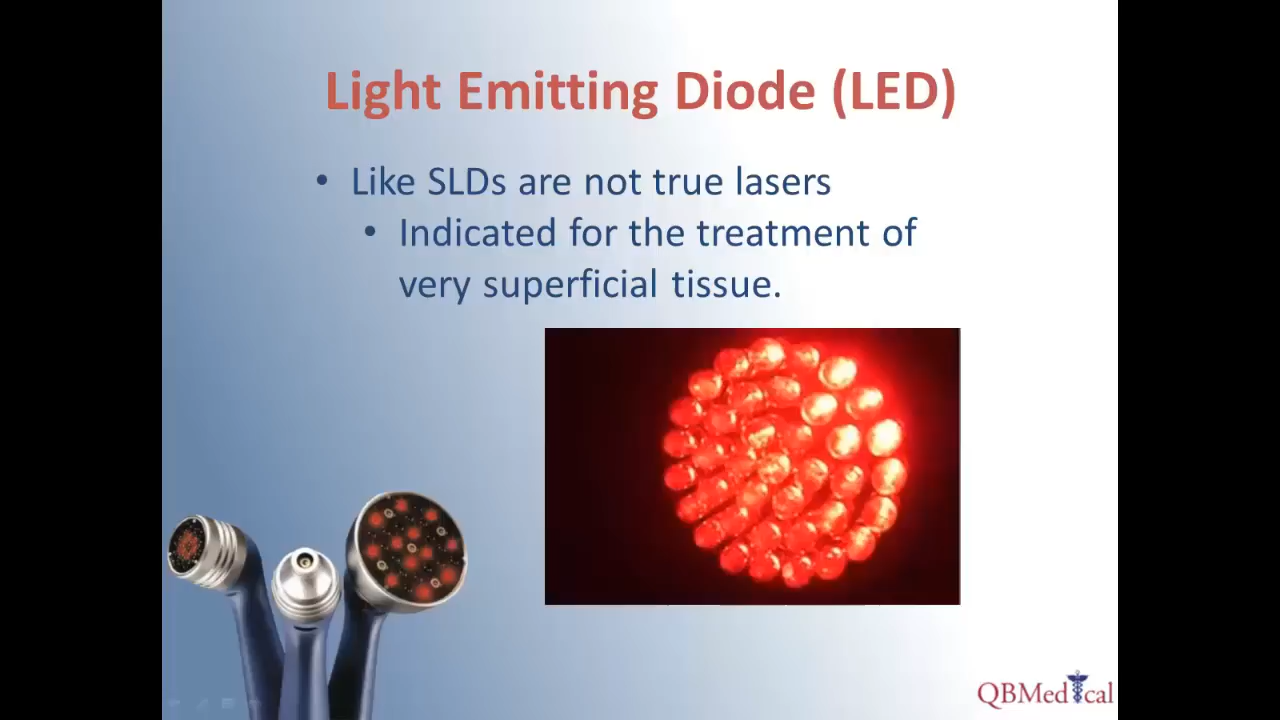 Light Emitting Diode (LED)
• Like SLDs are not true lasers
• Indicated for the treatment of
very superficial tissue.
QBMedical